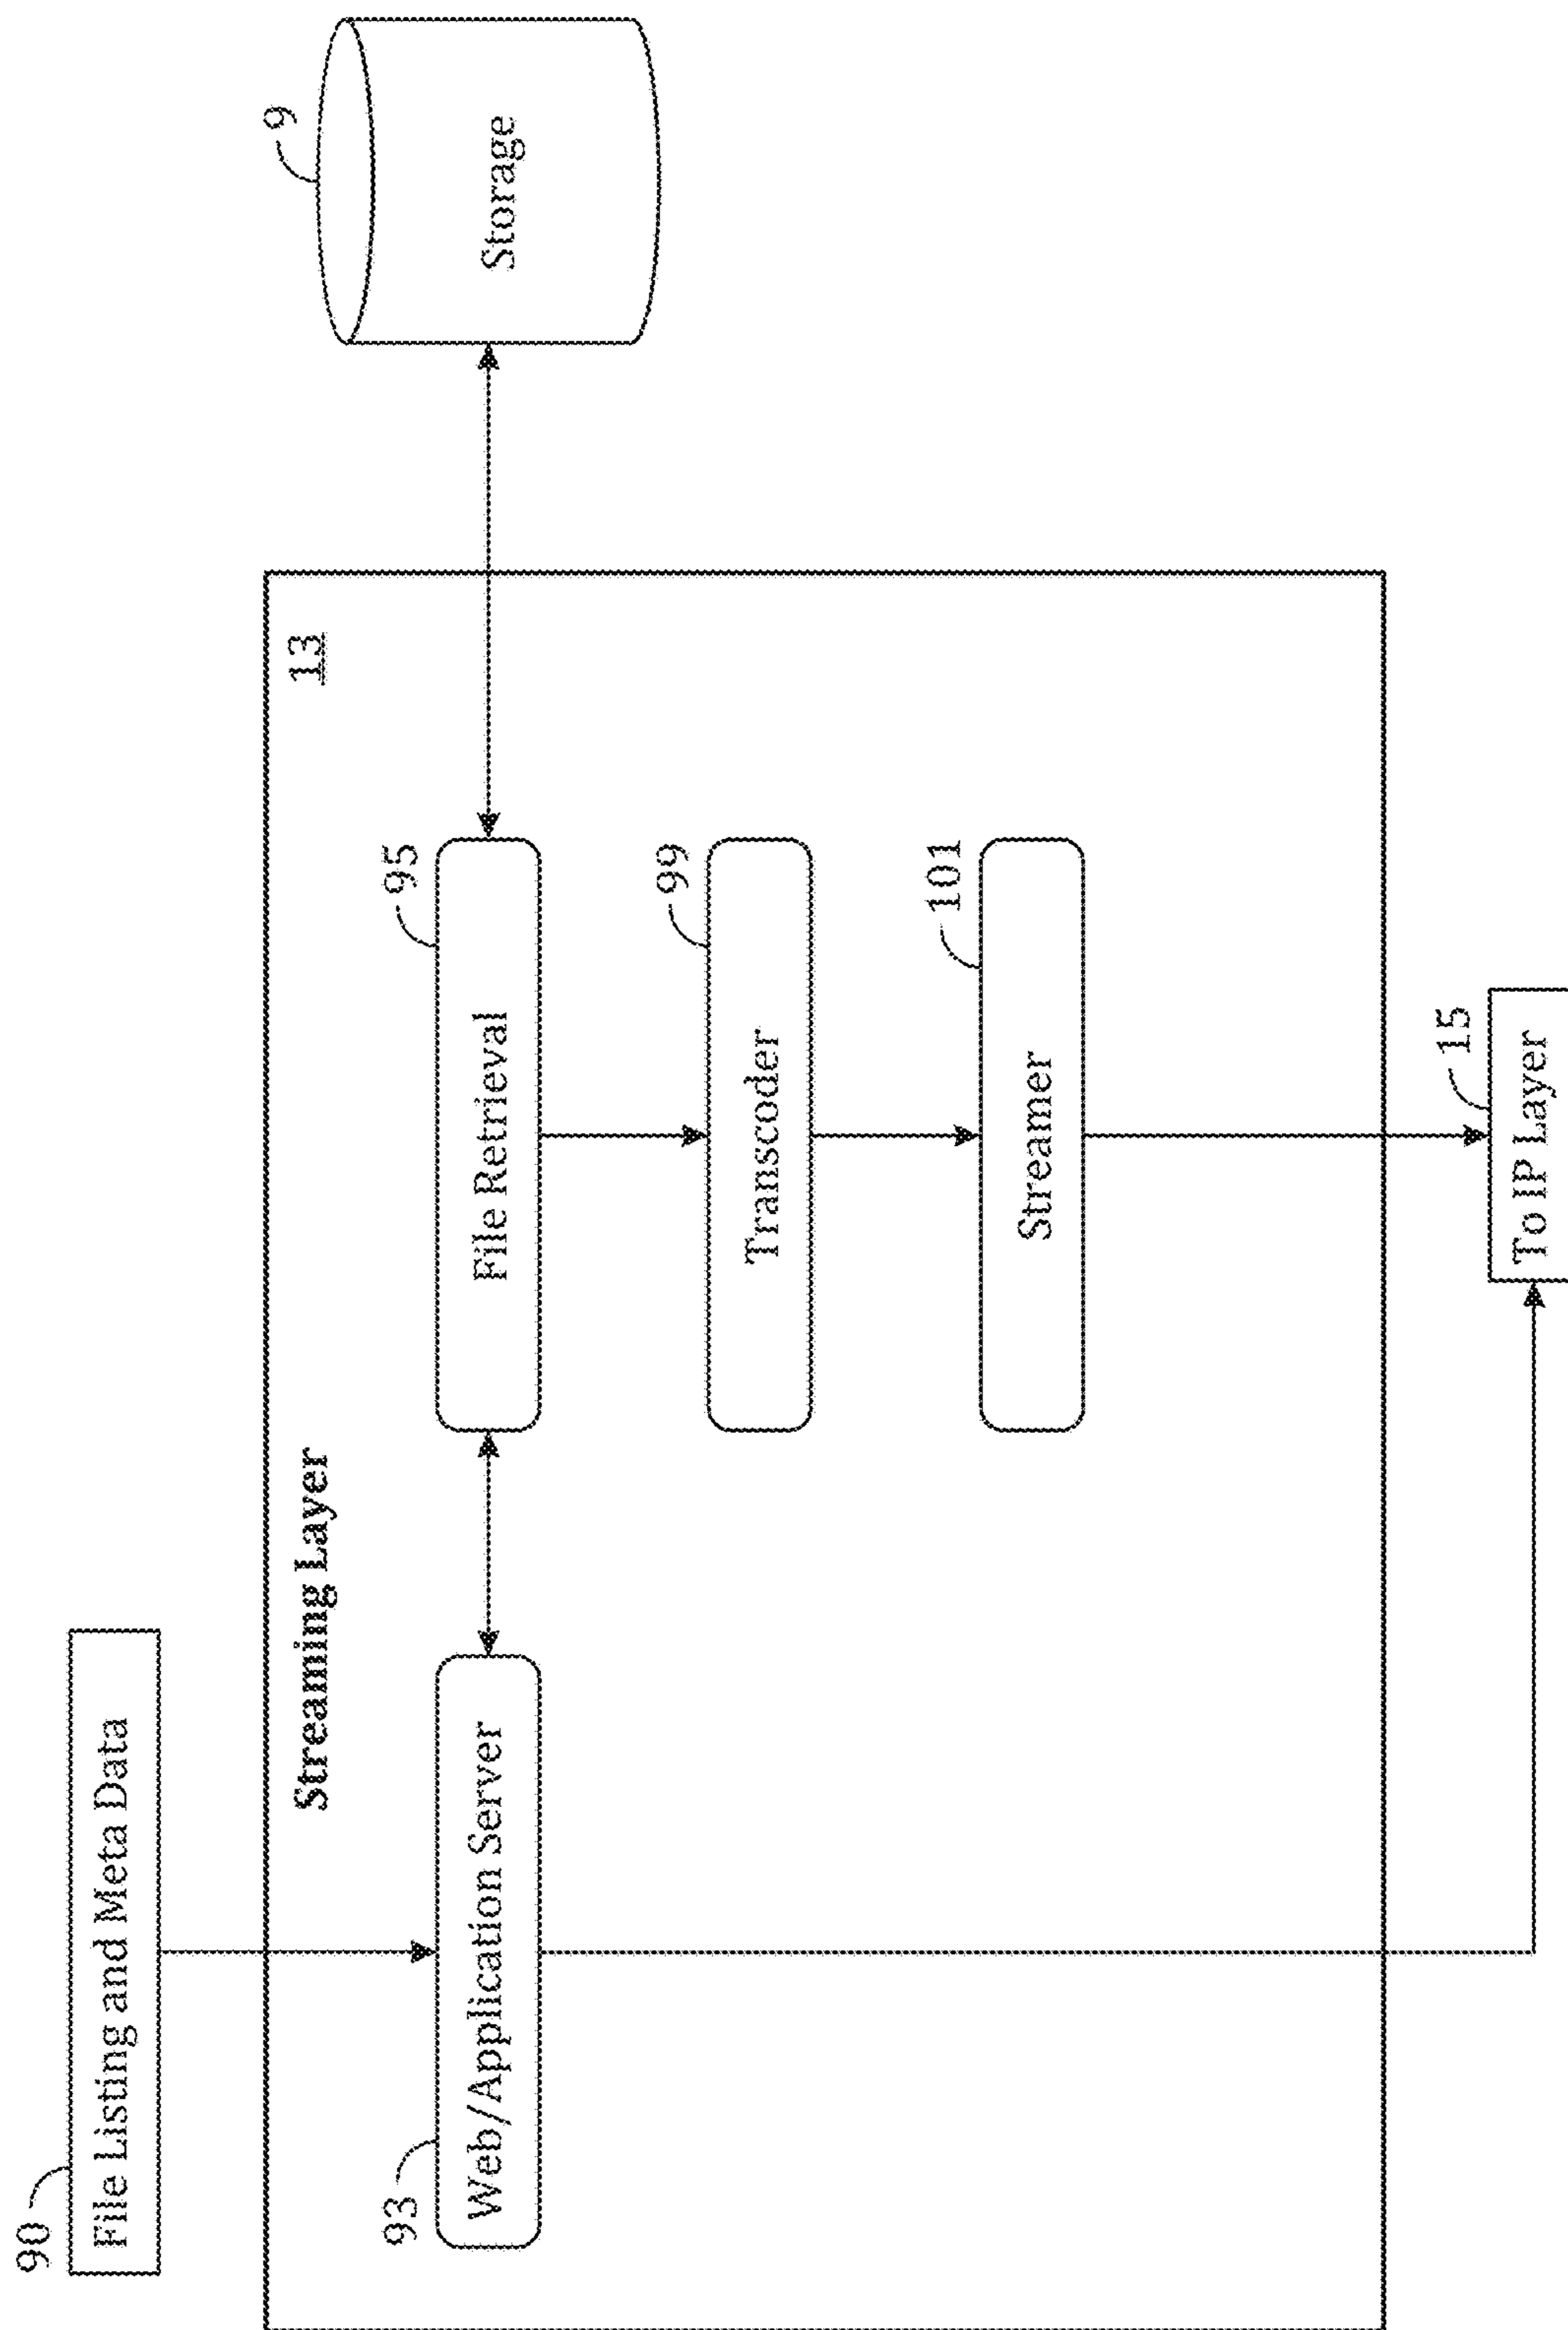 90
File Listing and Meta Data
Streaming Layer
13
9
Storage
93
Web/Application Server
95
File Retrieval
99
Transcoder
101
Streamer
15
To IP Layer